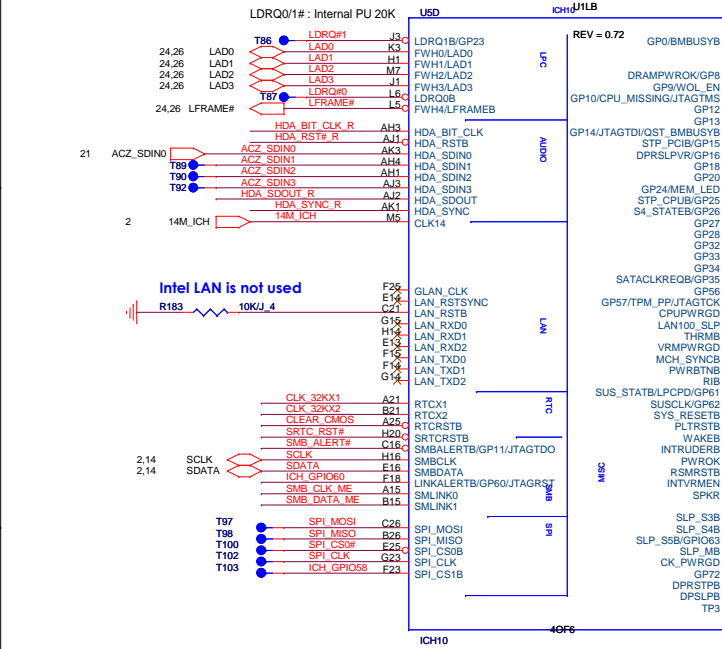 LDRQ0/1# : Internal PU 20K U5D ICH10 U1LB
REV = 0.72
T86 LDRQ#1 J3 LDRQ1B/GP23 GP0/BMBUSYB
24,26 LAD0 LAD0 K3 FWH0/LAD0
24,26 LAD1 LAD1 H1 FWH1/LAD1 LPC
24,26 LAD2 LAD2 M7 FWH2/LAD2 DRAMPWROK/GP8
24,26 LAD3 LAD3 J1 FWH3/LAD3 GP9/WOL_EN
T87 LDRQ#0 L6 LDRQ0B GP10/CPU_MISSING/JTAGTMS
24,26 LFRAME# LFRAME# L5 FWH4/LFRAMEB GP12
GP13
HDA_BIT_CLK_R AH3 HDA_BIT_CLK GP14/JTAGTDI/QST_BMBUSYB
HDA_RST#_R AJ1 HDA_RSTB AUDIO STP_PCIB/GP15
21 ACZ_SDIN0 ACZ_SDIN0 AK3 HDA_SDIN0 DPRSLPVR/GP16
T89 ACZ_SDIN1 AH4 HDA_SDIN1 GP18
T90 ACZ_SDIN2 AH1 HDA_SDIN2 GP20
T92 ACZ_SDIN3 AJ3 HDA_SDIN3 GP24/MEM_LED
HDA_SDOUT_R AJ2 HDA_SDOUT STP_CPUB/GP25
HDA_SYNC_R AK1 HDA_SYNC S4_STATEB/GP26
2 14M_ICH 14M_ICH M5 CLK14 GP27
GP28
GP32
GP33
GP34
SATACLKREQB/GP35
Intel LAN is not used F25 GLAN_CLK GP56
E14 LAN_RSTSYNC GP57/TPM_PP/JTAGTCK
R183 10K/J_4 C21 LAN_RSTB CPUPWRGD
G15 LAN_RXD0 LAN LAN100_SLP
H14 LAN_RXD1 THRMB
E13 LAN_RXD2 VRMPWRGD
F15 LAN_TXD0 MCH_SYNCB
F14 LAN_TXD1 PWRBTNB
G14 LAN_TXD2 RIB
SUS_STATB/LPCPD/GP61
CLK_32KX1 A21 RTCX1 RTC SUSCLK/GP62
CLK_32KX2 B21 RTCX2 SYS_RESETB
CLEAR_CMOS A25 RTCRSTB PLTRSTB
SRTC_RST# H20 SRTCRSTB WAKEB
SMB_ALERT# C16 SMBALERTB/GP11/JTAGTDO INTRUDERB
2,14 SCLK SCLK H16 SMBCLK PWROK
2,14 SDATA SDATA E16 SMBDATA MISC RSMRSTB
ICH_GPIO60 F18 LINKALERTB/GP60/JTAGRST INTVRMEN
SMB_CLK_ME A15 SMLINK0 SMB SPKR
SMB_DATA_ME B15 SMLINK1
SLP_S3B
T97 SPI_MOSI C26 SPI_MOSI SPI SLP_S4B
T98 SPI_MISO B26 SPI_MISO SLP_S5B/GPIO63
T100 SPI_CS0# E25 SPI_CS0B SLP_MB
T102 SPI_CLK G23 SPI_CLK CK_PWRGD
T103 ICH_GPIO58 F23 SPI_CS1B GP72
DPRSTPB
DPSLPB
TP3
4OF6
ICH10